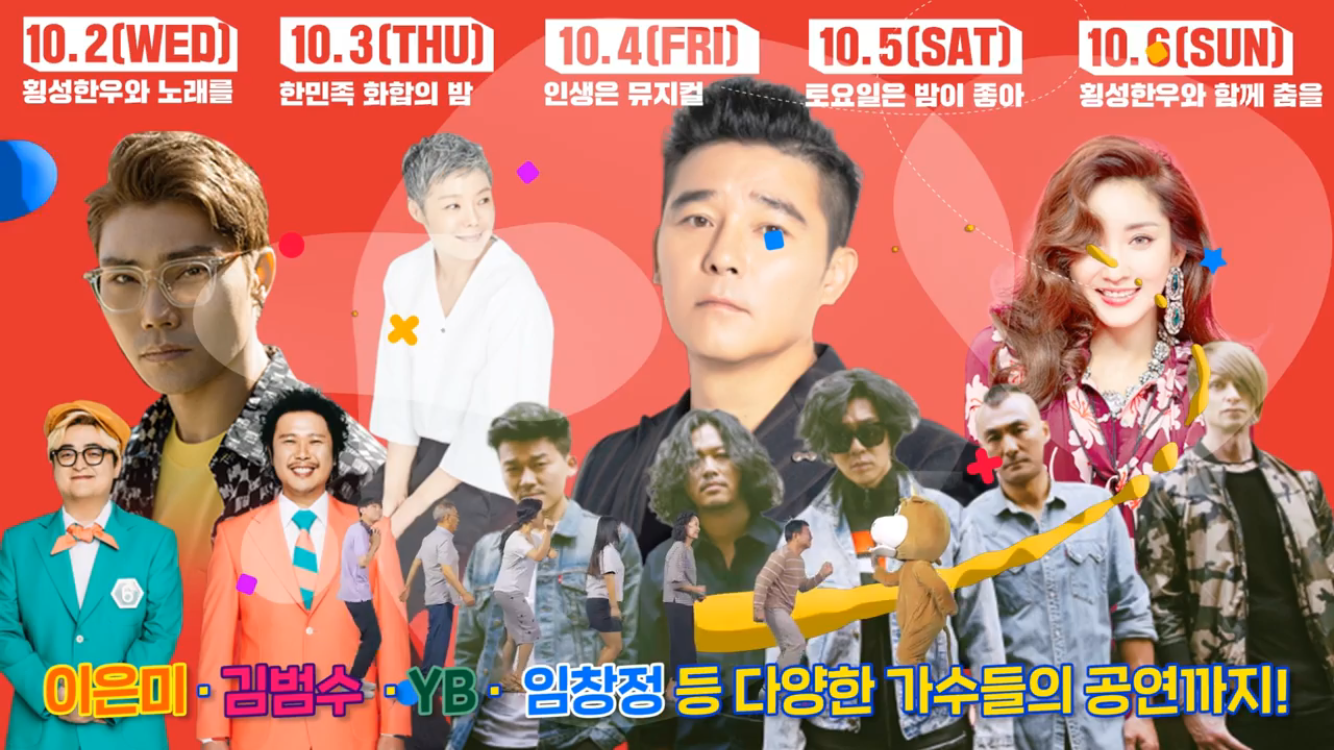 10.2(WED)
횡성한우와 노래를
10.3(THU)
한민족 화합의 밤
10.4(FRI)
인생은 뮤지컬
10.5(SAT)
토요일은 밤이 좋아
10.6(SUN)
횡성한우와 함께 춤을
이은미·김범수·YB·임창정 등 다양한 가수들의 공연까지!